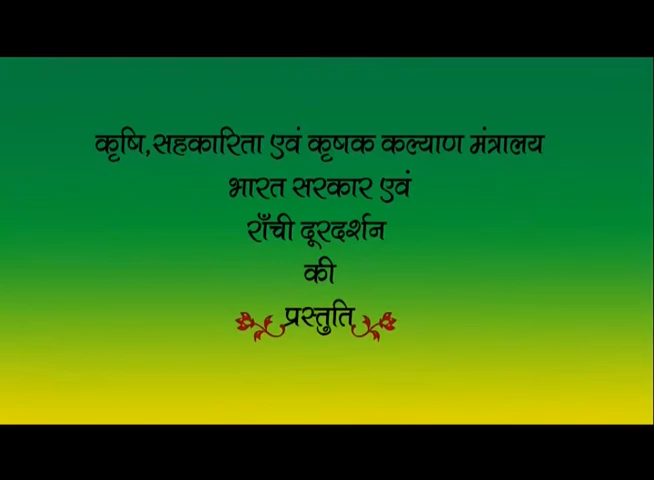 कृषि,सहकारिता एवं कृषक कल्याण मंत्रालय
भारत सरकार एवं
राँची दूरदर्शन
की
प्रस्तुति